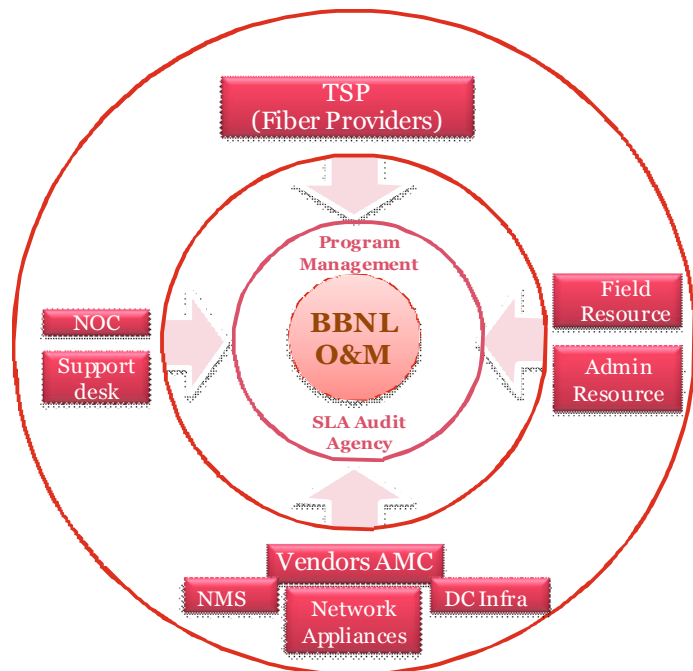 TSP
(Fiber Providers)
Program
Management
BBNL
O&M
SLA Audit
Agency
NOC
Support
desk
Field
Resource
Admin
Resource
Vendors AMC
NMS
Network
Appliances
DC Infra